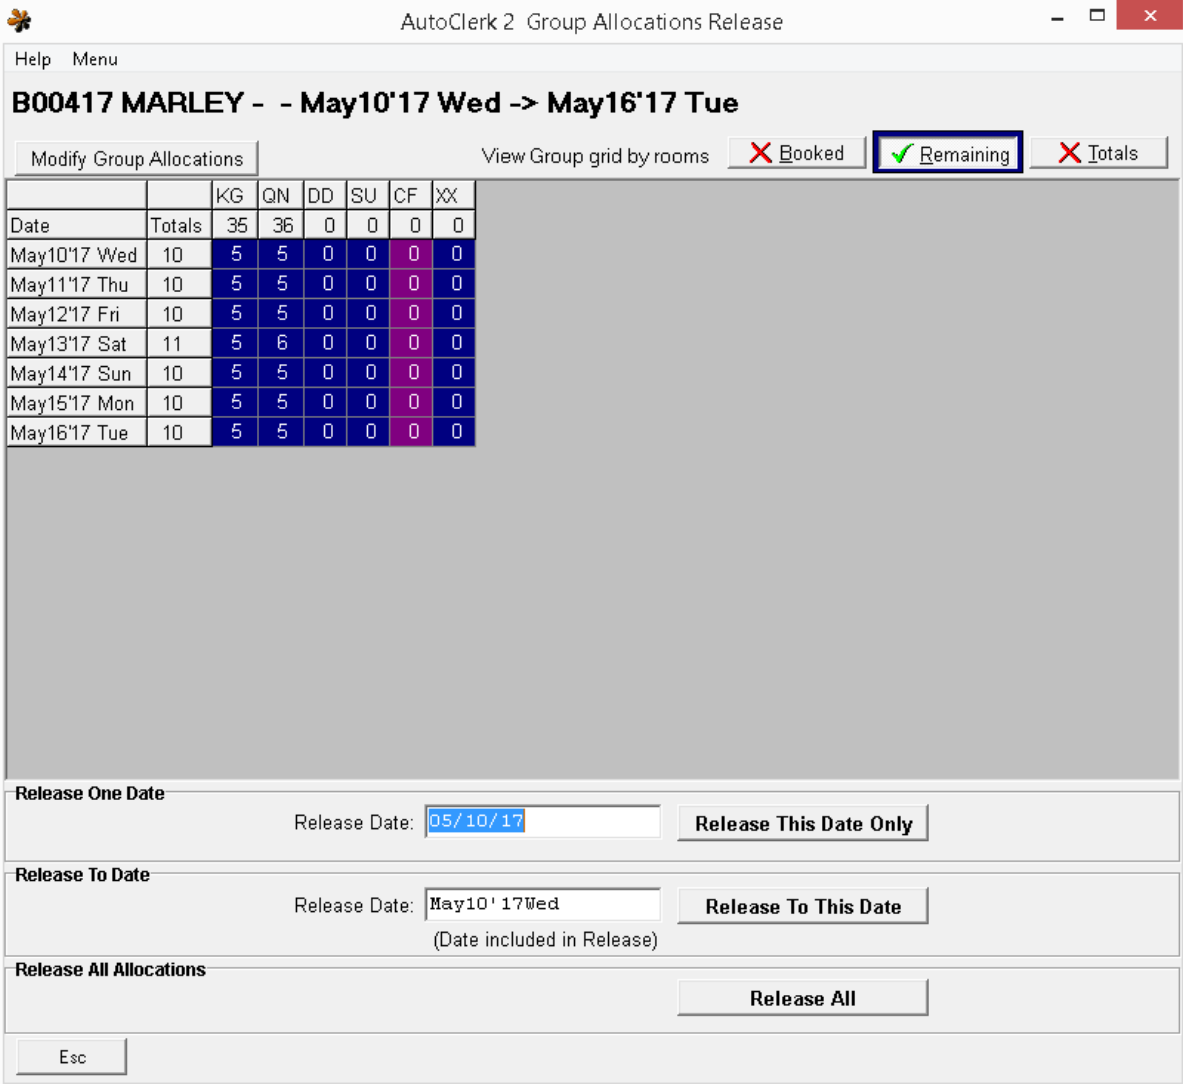 AutoClerk 2 Group Allocations Release
Help Menu
B00417 MARLEY - - May10'17 Wed -> May16'17 Tue
Modify Group Allocations View Group grid by rooms Booked Remaining Totals
KG QN DD SU CF XX
Date Totals 35 36 0 0 0 0
May10'17 Wed 10 5 5 0 0 0 0
May11'17 Thu 10 5 5 0 0 0 0
May12'17 Fri 10 5 5 0 0 0 0
May13'17 Sat 11 5 6 0 0 0 0
May14'17 Sun 10 5 5 0 0 0 0
May15'17 Mon 10 5 5 0 0 0 0
May16'17 Tue 10 5 5 0 0 0 0
Release One Date
Release Date: 05/10/17 Release This Date Only
Release To Date
Release Date: May10'17Wed Release To This Date
(Date included in Release)
Release All Allocations
Release All
Esc